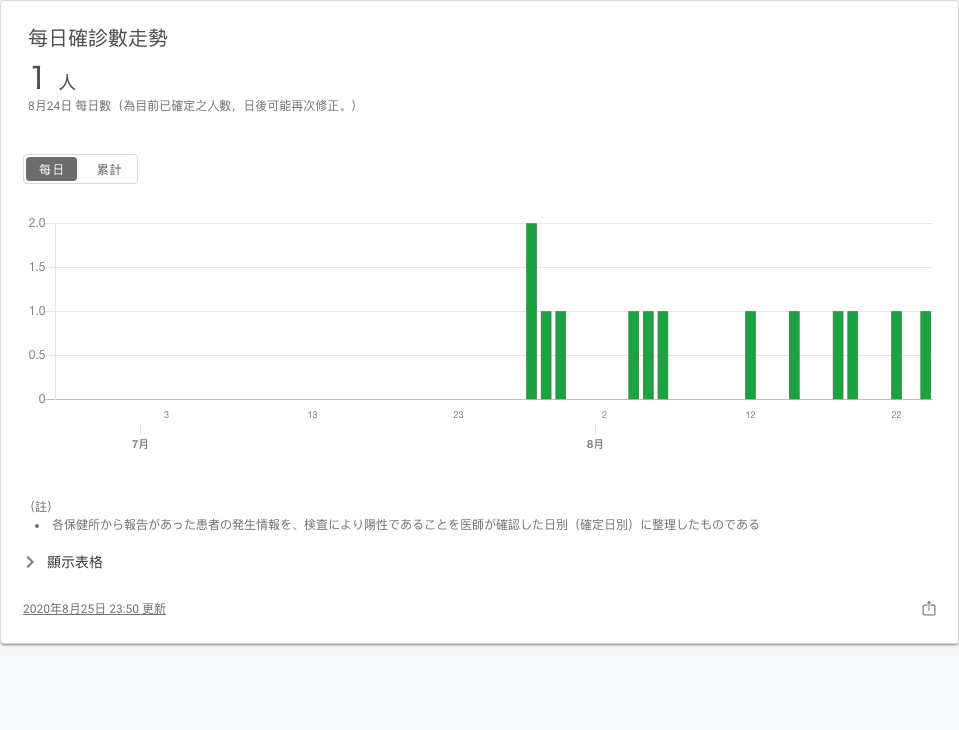 每日確診數走勢
1 人
8月24日 每日數（為目前已確定之人數，日後可能再次修正。）
每日 累計
2.0
1.5
1.0
0.5
0
3 13 23 2 12 22
7月 8月
（註）
• 各保健所から報告があった患者の発生情報を、検査により陽性であることを医師が確認した日別（確定日別）に整理したものである
顯示表格
2020年8月25日 23:50 更新